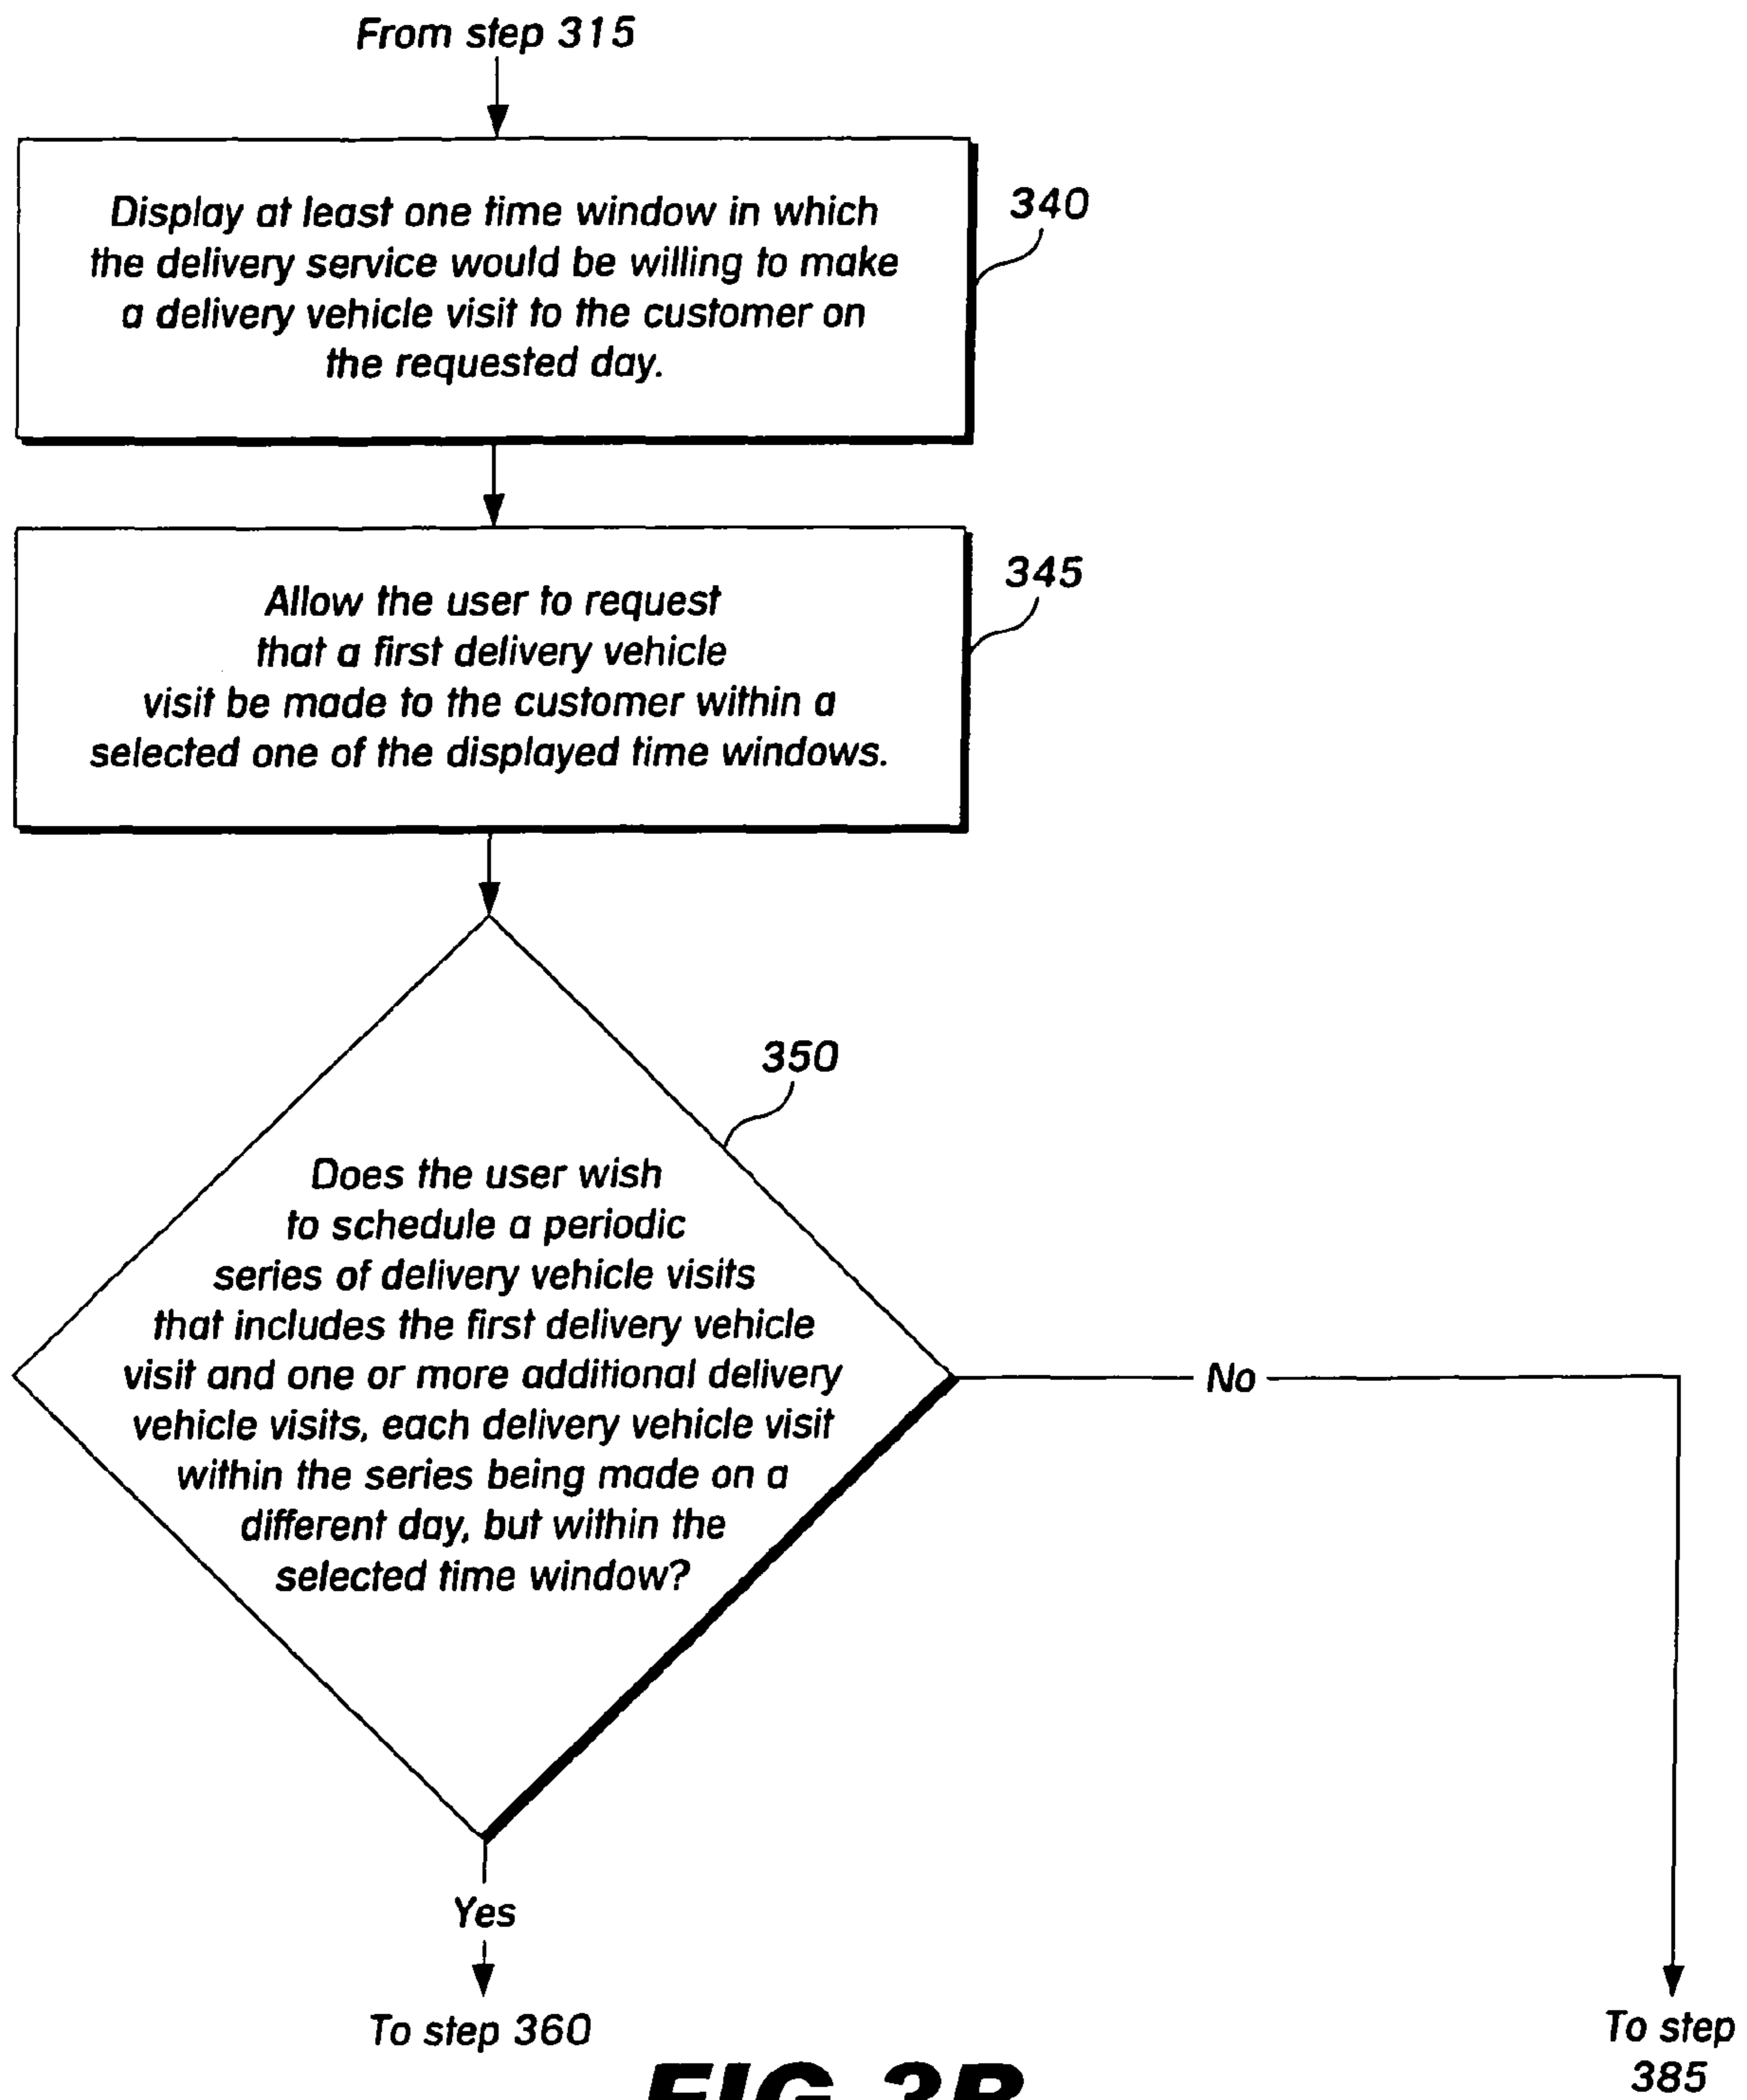 From step 315
Display at least one time window in which
the delivery service would be willing to make
a delivery vehicle visit to the customer on
the requested day.
340
Allow the user to request
that a first delivery vehicle
visit be made to the customer within a
selected one of the displayed time windows.
345
350
Does the user wish
to schedule a periodic
series of delivery vehicle visits
that includes the first delivery vehicle
visit and one or more additional delivery
vehicle visits, each delivery vehicle visit
within the series being made on a
different day, but within the
selected time window?
No
Yes
To step 360
To step
385
FIG 3B